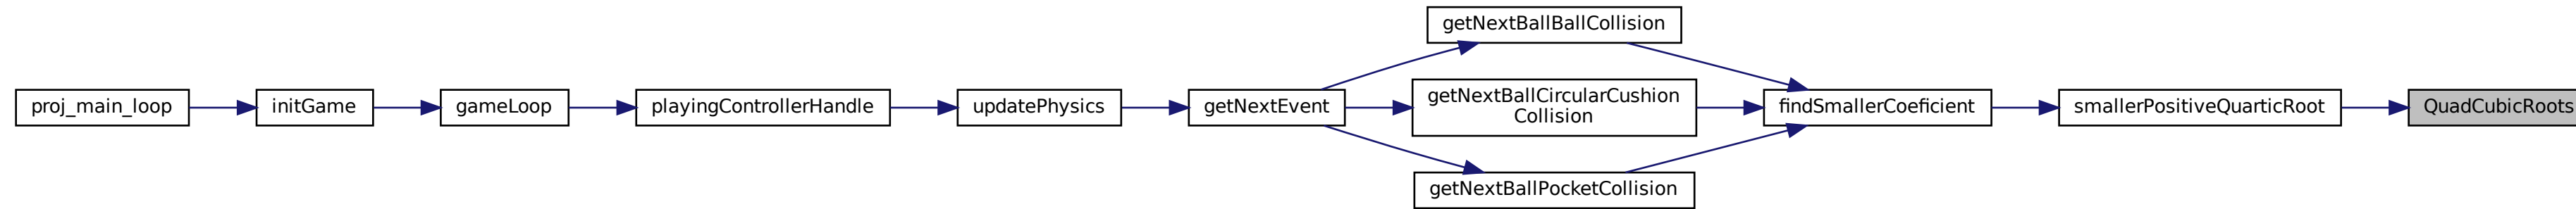 proj_main_loop
initGame
gameLoop
playingControllerHandle
updatePhysics
getNextEvent
getNextBallBallCollision
getNextBallCircularCushion
Collision
getNextBallPocketCollision
findSmallerCoeficient
smallerPositiveQuarticRoot
QuadCubicRoots